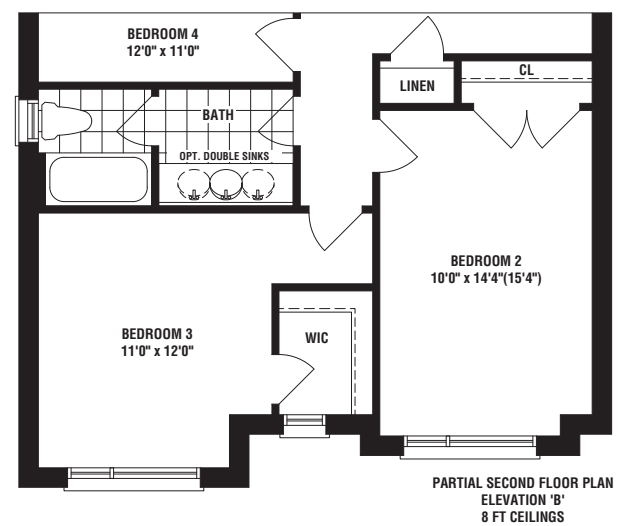 BEDROOM 4
12'0" x 11'0"
LINEN
CL
BATH
OPT. DOUBLE SINKS
BEDROOM 2
10'0" x 14'4"(15'4")
BEDROOM 3
11'0" x 12'0"
WIC
PARTIAL SECOND FLOOR PLAN
ELEVATION 'B'
8 FT CEILINGS